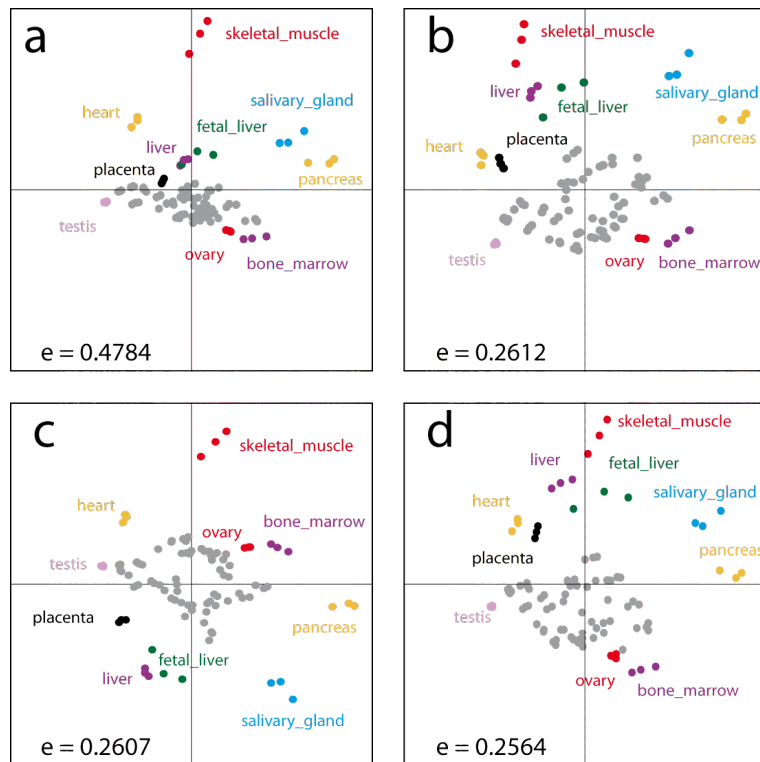 a
skeletal_muscle
salivary_gland
heart
fetal_liver
liver
placenta
pancreas
testis
ovary
bone_marrow
e = 0.4784
b
skeletal_muscle
salivary_gland
liver
fetal_liver
placenta
heart
pancreas
testis
ovary
bone_marrow
e = 0.2612
c
skeletal_muscle
heart
ovary
bone_marrow
testis
placenta
pancreas
fetal_liver
liver
salivary_gland
e = 0.2607
d
skeletal_muscle
liver
fetal_liver
salivary_gland
heart
placenta
pancreas
testis
ovary
bone_marrow
e = 0.2564